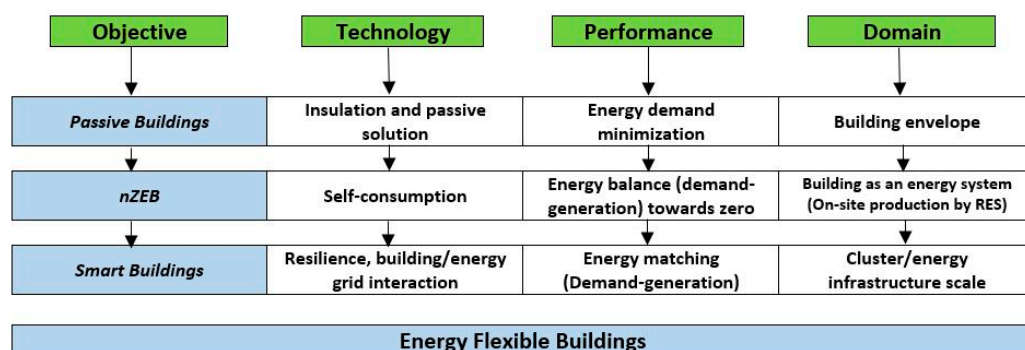 Objective
Technology
Performance
Domain
Passive Buildings
Insulation and passive
solution
Energy demand
minimization
Building envelope
nZEB
Self-consumption
Energy balance (demand-
generation) towards zero
Building as an energy system
(On-site production by RES)
Smart Buildings
Resilience, building/energy
grid interaction
Energy matching
(Demand-generation)
Cluster/energy
infrastructure scale
Energy Flexible Buildings